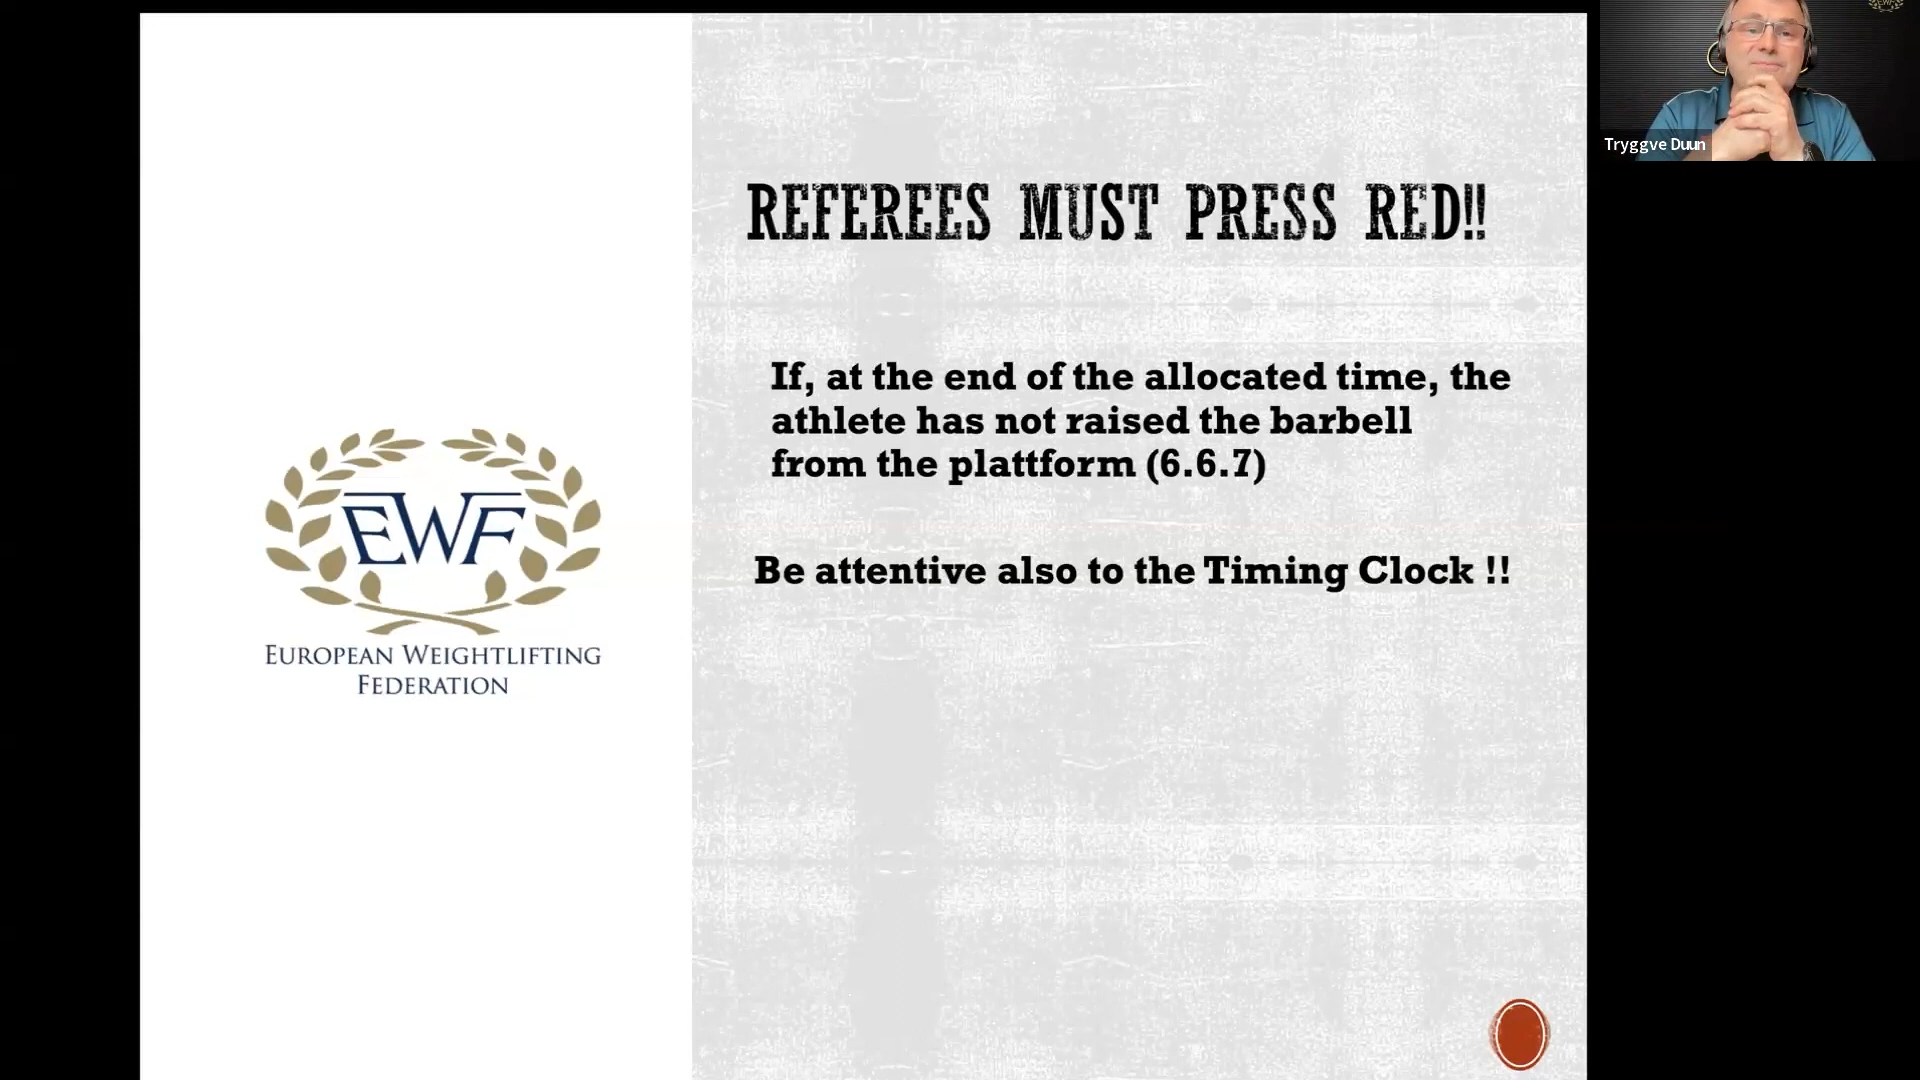 REFEREES MUST PRESS RED!!
If, at the end of the allocated time, the
athlete has not raised the barbell
from the plattform (6.6.7)
Be attentive also to the Timing Clock !!
EWF
EUROPEAN WEIGHTLIFTING
FEDERATION
Tryggve Duun
EWF